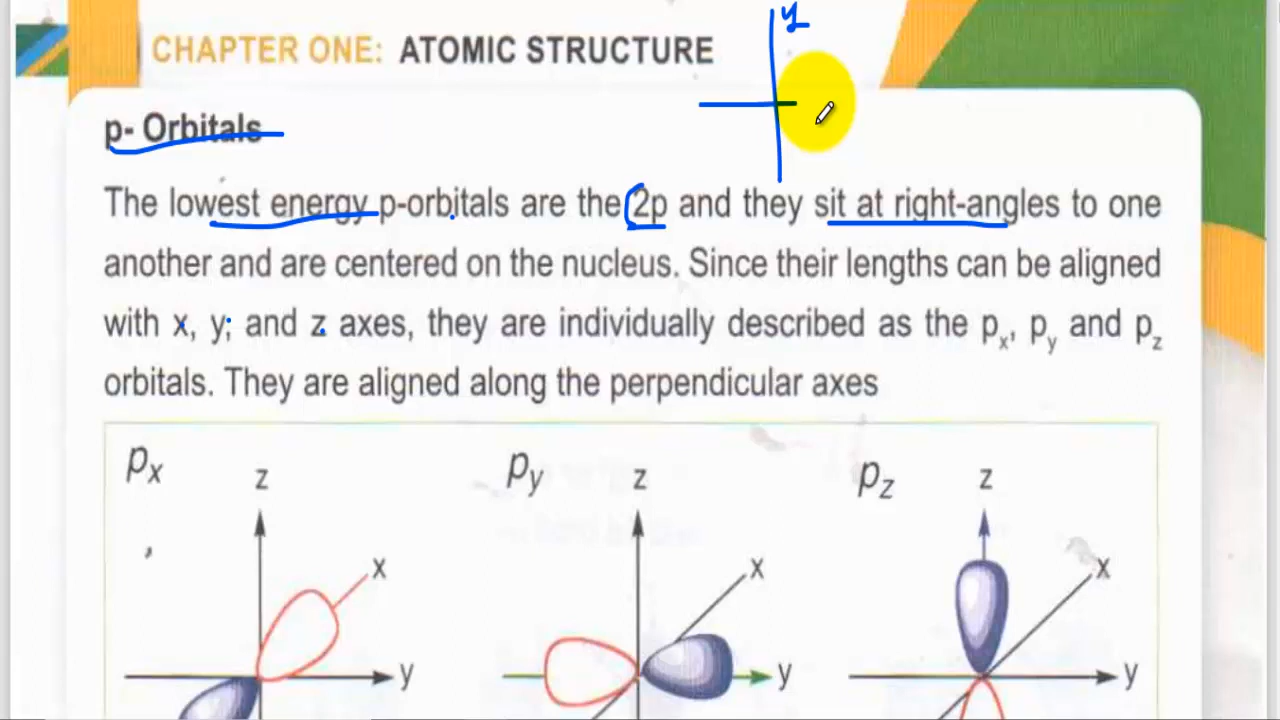 y
CHAPTER ONE: ATOMIC STRUCTURE
p- Orbitals
The lowest energy p-orbitals are the 2p and they sit at right-angles to one
another and are centered on the nucleus. Since their lengths can be aligned
with x, y; and z axes, they are individually described as the px, py and pz
orbitals. They are aligned along the perpendicular axes
px py pz
z z z
x x x
y y y